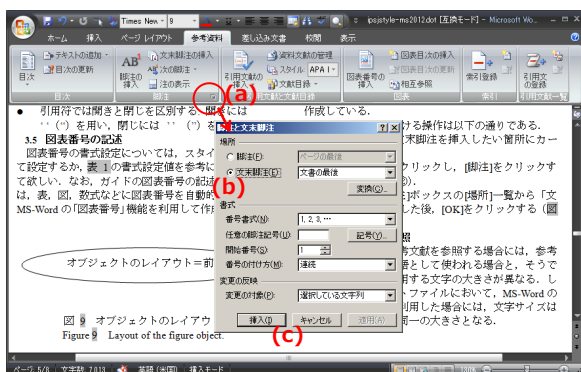 Times New · 9
ipsjstyle-ms2012.dot [互換モード] - Microsoft Wo...
ホーム 挿入 ページ レイアウト 参考資料 差し込み文書 校閲 表示
目次
テキストの追加
目次の更新
目次
AB¹
脚注の挿入
文末脚注の挿入
次の脚注
注の表示
脚注
(a)
引用文献の挿入
資料文献の管理
スタイル: APA
文献目録
引用文献と文献目録
図表番号の挿入
図表目次の挿入
図表目次の更新
相互参照
図表
索引登録
索引
引用文の登録
引用文献一覧
● 引用符では開きと閉じを区別する.開きには
`` (") を用い,閉じには '' (") を
3.5 図表番号の記述
図表番号の書式設定については,スタイ
て設定するか,表 1 の書式設定値を参考に
て欲しい.なお,ガイドの図表番号の記述
は,表,図,数式などに図表番号を自動的
MS-Word の「図表番号」機能を利用して作
オブジェクトのレイアウト=前
図 9 オブジェクトのレイアウ
Figure 9 Layout of the figure object.
作成している.
ける操作は以下の通りである.
末脚注を挿入したい箇所にカー
クリックし,[脚注]をクリックす
).
注]ボックスの[場所]一覧から「文
した後,[OK]をクリックする(図
照
考文献を参照する場合には,参考
語として使われる場合と,そうで
用する文字の大きさが異なる.し
トファイルにおいて,MS-Word の
利用した場合には,文字サイズは
同一の大きさとなる.
脚注と文末脚注
場所
脚注(F): ページの最後
(b)
文末脚注(E): 文書の最後
変換(C)...
書式
番号書式(N): 1, 2, 3, …
任意の脚注記号(U): 記号(Y)...
開始番号(S): 1
番号の付け方(M): 連続
変更の反映
変更の対象(P): 選択している文字列
挿入(I) キャンセル 適用(A)
(c)
ページ: 5/8 文字数: 7,013 英語 (米国) 挿入モード 130%